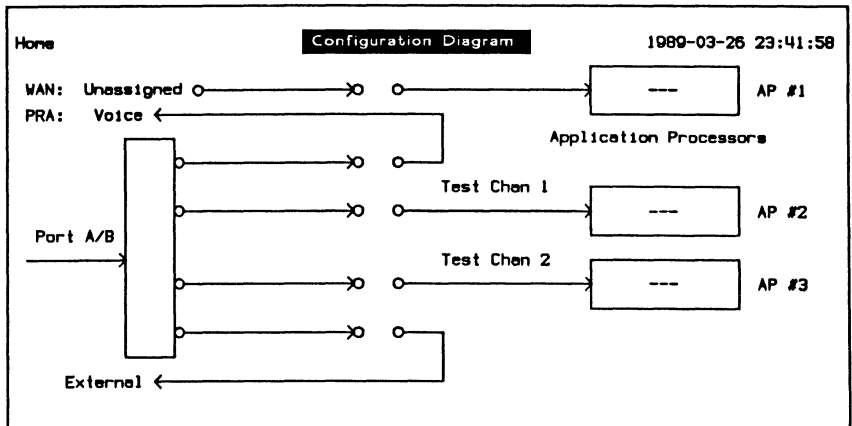 Home Configuration Diagram 1989-03-26 23:41:58
WAN: Unassigned --- AP #1
PRA: Voice
Application Processors
Test Chan 1
--- AP #2
Port A/B
Test Chan 2
--- AP #3
External